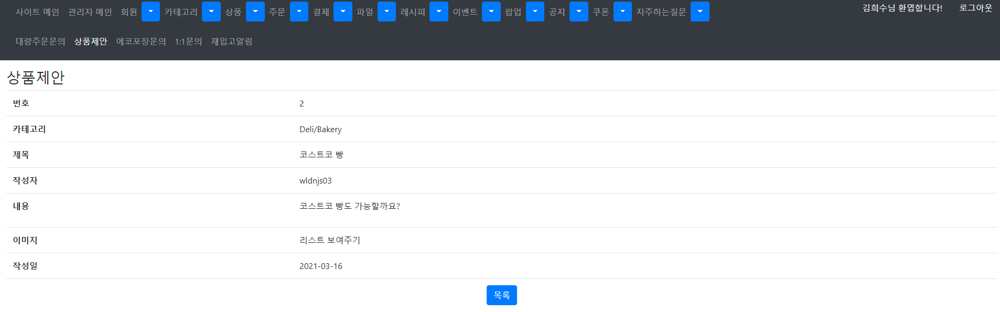 사이트 메인 관리자 메인 회원 카테고리 상품 주문 결제 파일 레시피 이벤트 팝업 공지 쿠폰 자주하는질문 김희수님 환엽합니다! 로그아웃
대량주문문의 상품제안 에코포장문의 1:1문의 재입고알림
상품제안
번호 2
카테고리 Deli/Bakery
제목 코스트코 빵
작성자 wldnjs03
내용 코스트코 빵도 가능할까요?
이미지 리스트 보여주기
작성일 2021-03-16
목록